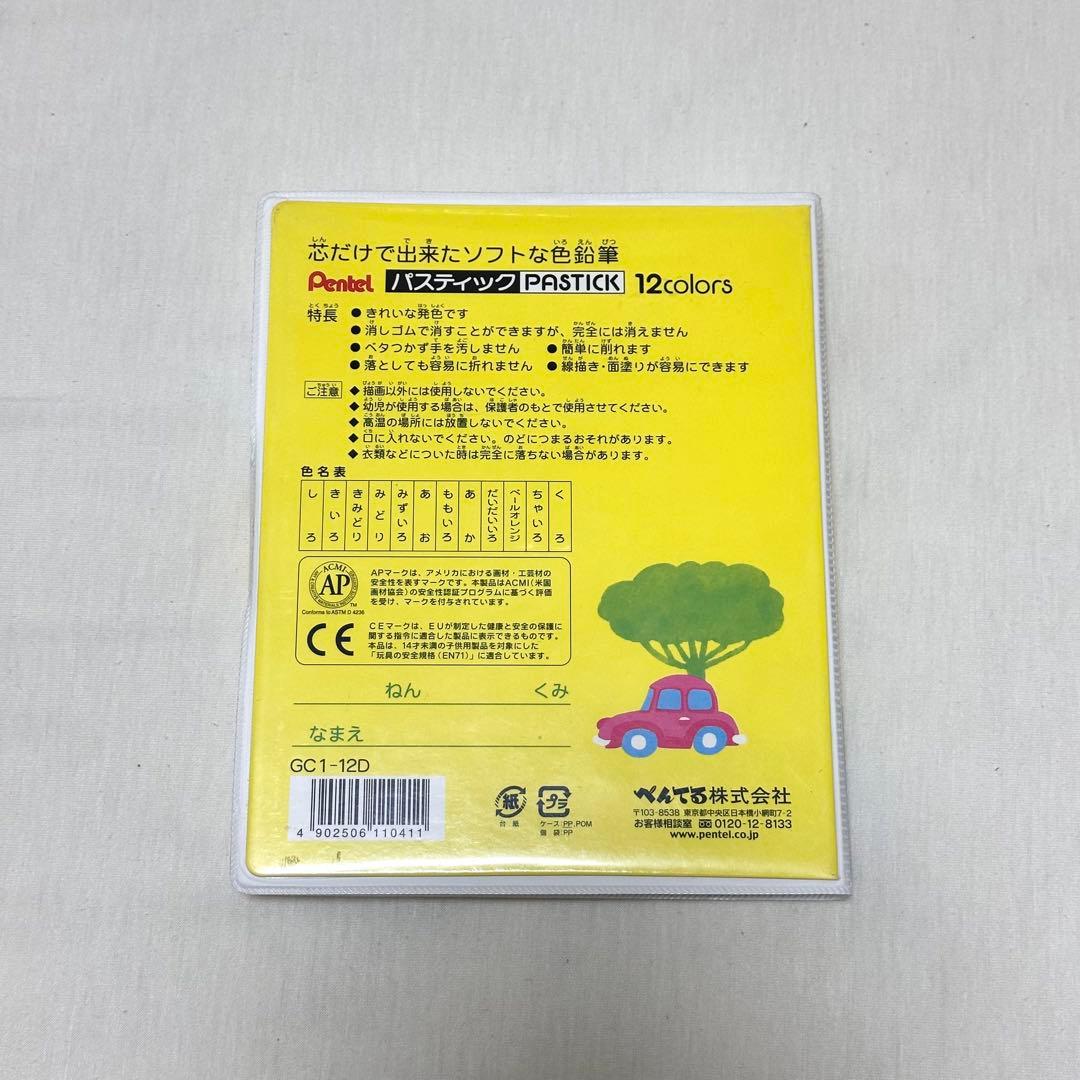 芯だけで出来たソフトな色鉛筆
Pentel パスティック PASTICK 12colors
特長
●きれいな発色です
●消しゴムで消すことができますが、完全には消えません
●ベタつかず手を汚しません ●簡単に削れます
●落としても容易に折れません ●線描き・面塗りが容易にできます
ご注意
◆描画以外には使用しないでください。
◆幼児が使用する場合は、保護者のもとで使用させてください。
◆高温の場所には放置しないでください。
◆口に入れないでください。のどにつまるおそれがあります。
◆衣類などについた時は完全に落ちない場合があります。
色名表
しろ
きいろ
きみどり
みどり
みずいろ
あお
ももいろ
あか
だいだいいろ
ペールオレンジ
ちゃいろ
くろ
ACMI
AP
TM
Conforms to ASTM D 4236
APマークは、アメリカにおける画材・工芸材の
安全性を表すマークです。本製品はACMI(米国
画材協会)の安全性認証プログラムに基づく評価
を受け、マークを付与されています。
CE
CEマークは、EUが制定した健康と安全の保護に
関する指令に適合した製品に表示できるものです。
本品は、14才未満の子供用製品を対象にした
「玩具の安全規格(EN71)」に適合しています。
ねん くみ
なまえ
GC1-12D
4 902506 110411
紙
台紙
プラ
ケース:PP,POM
個袋:PP
ぺんてる株式会社
〒103-8538 東京都中央区日本橋小網町7-2
お客様相談室 0120-12-8133
www.pentel.co.jp